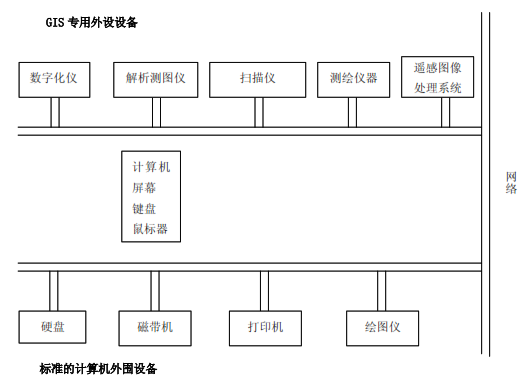 GIS 专用外设设备
数字化仪
解析测图仪
扫描仪
测绘仪器
遥感图像
处理系统
计算机
屏幕
键盘
鼠标器
网
络
硬盘
磁带机
打印机
绘图仪
标准的计算机外围设备